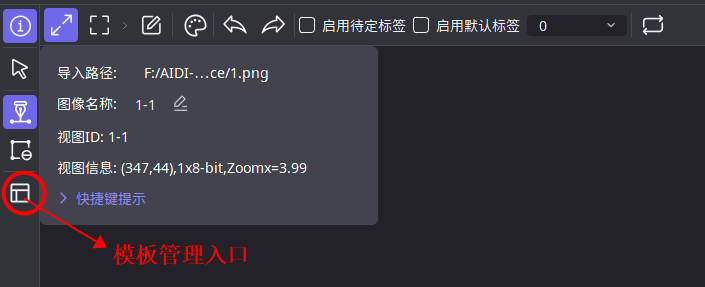 启用待定标签 启用默认标签 0
导入路径: F:/AIDI-...ce/1.png
图像名称: 1-1
视图ID: 1-1
视图信息: (347,44),1x8-bit,Zoomx=3.99
快捷键提示
模板管理入口